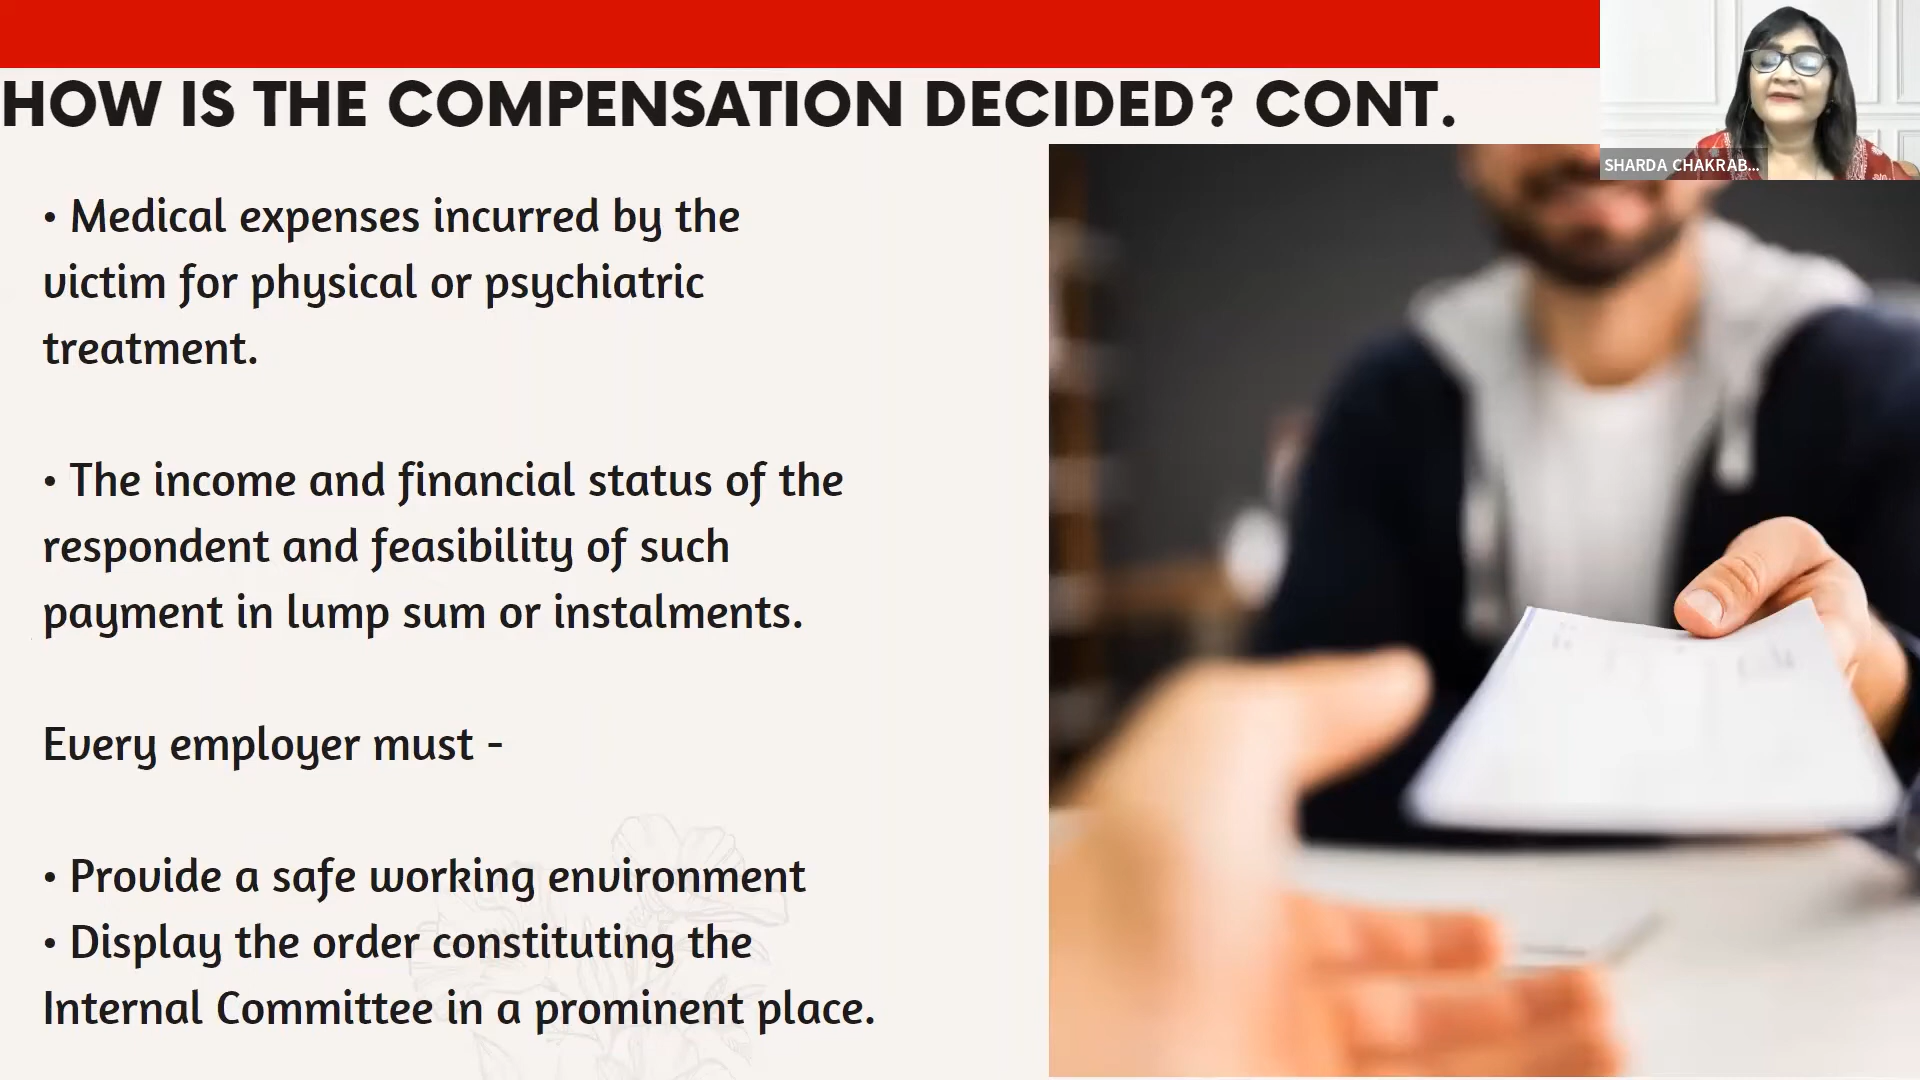 HOW IS THE COMPENSATION DECIDED? CONT.
SHARDA CHAKRAB...
• Medical expenses incurred by the
victim for physical or psychiatric
treatment.
• The income and financial status of the
respondent and feasibility of such
payment in lump sum or instalments.
Every employer must -
• Provide a safe working environment
• Display the order constituting the
Internal Committee in a prominent place.